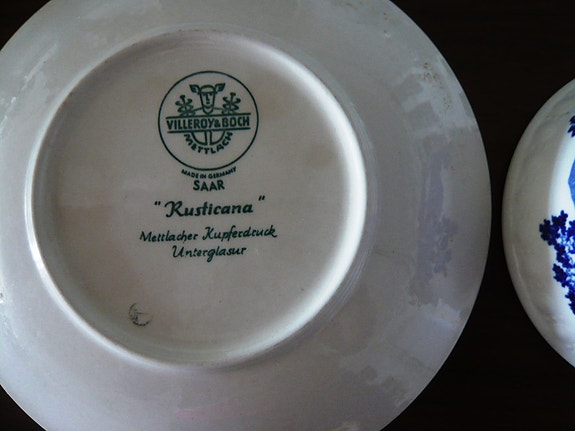 VILLEROY & BOCH
METTLACH
MADE IN GERMANY
SAAR
"Rusticana"
Mettlacher Kupferdruck
Unterglasur